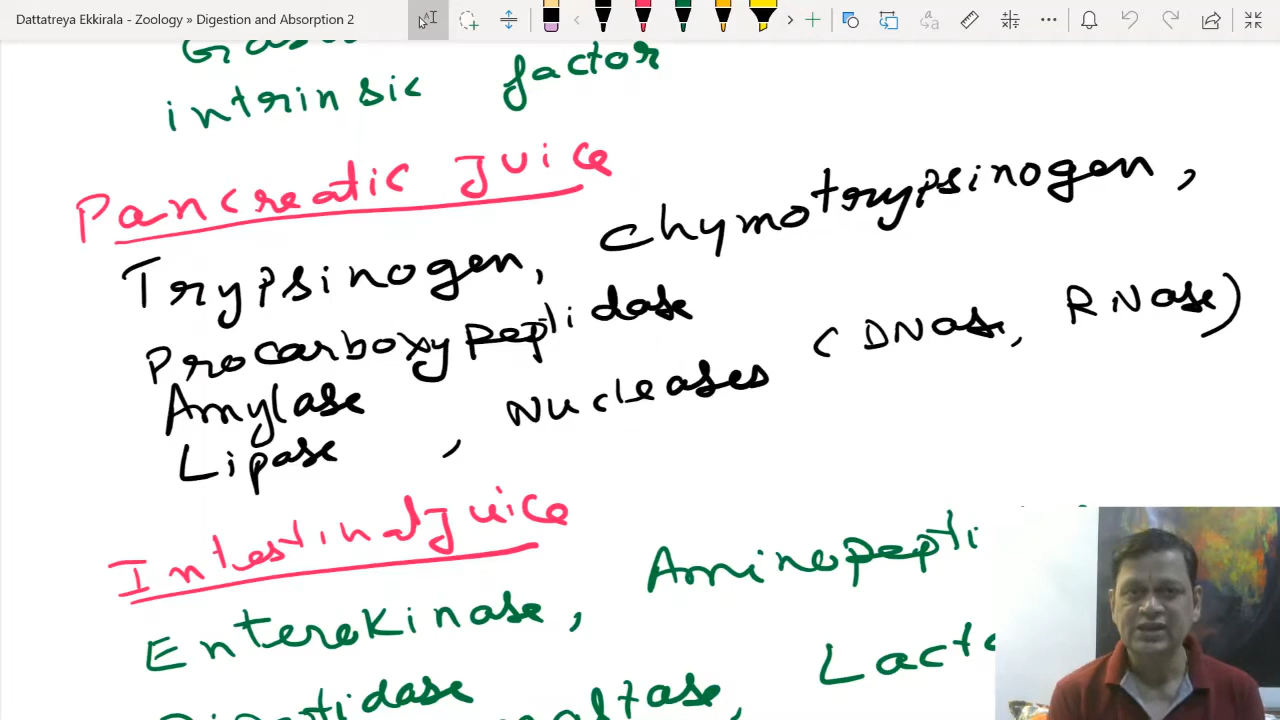 Dattatreya Ekkirala - Zoology » Digestion and Absorption 2
intrinsic factor
Pancreatic Juice
Trypsinogen, Chymotrypsinogen,
Procarboxypeptidase
Amylase
Lipase , Nucleases (DNase, RNase)
Intestinal Juice
Enterokinase, Aminopepti